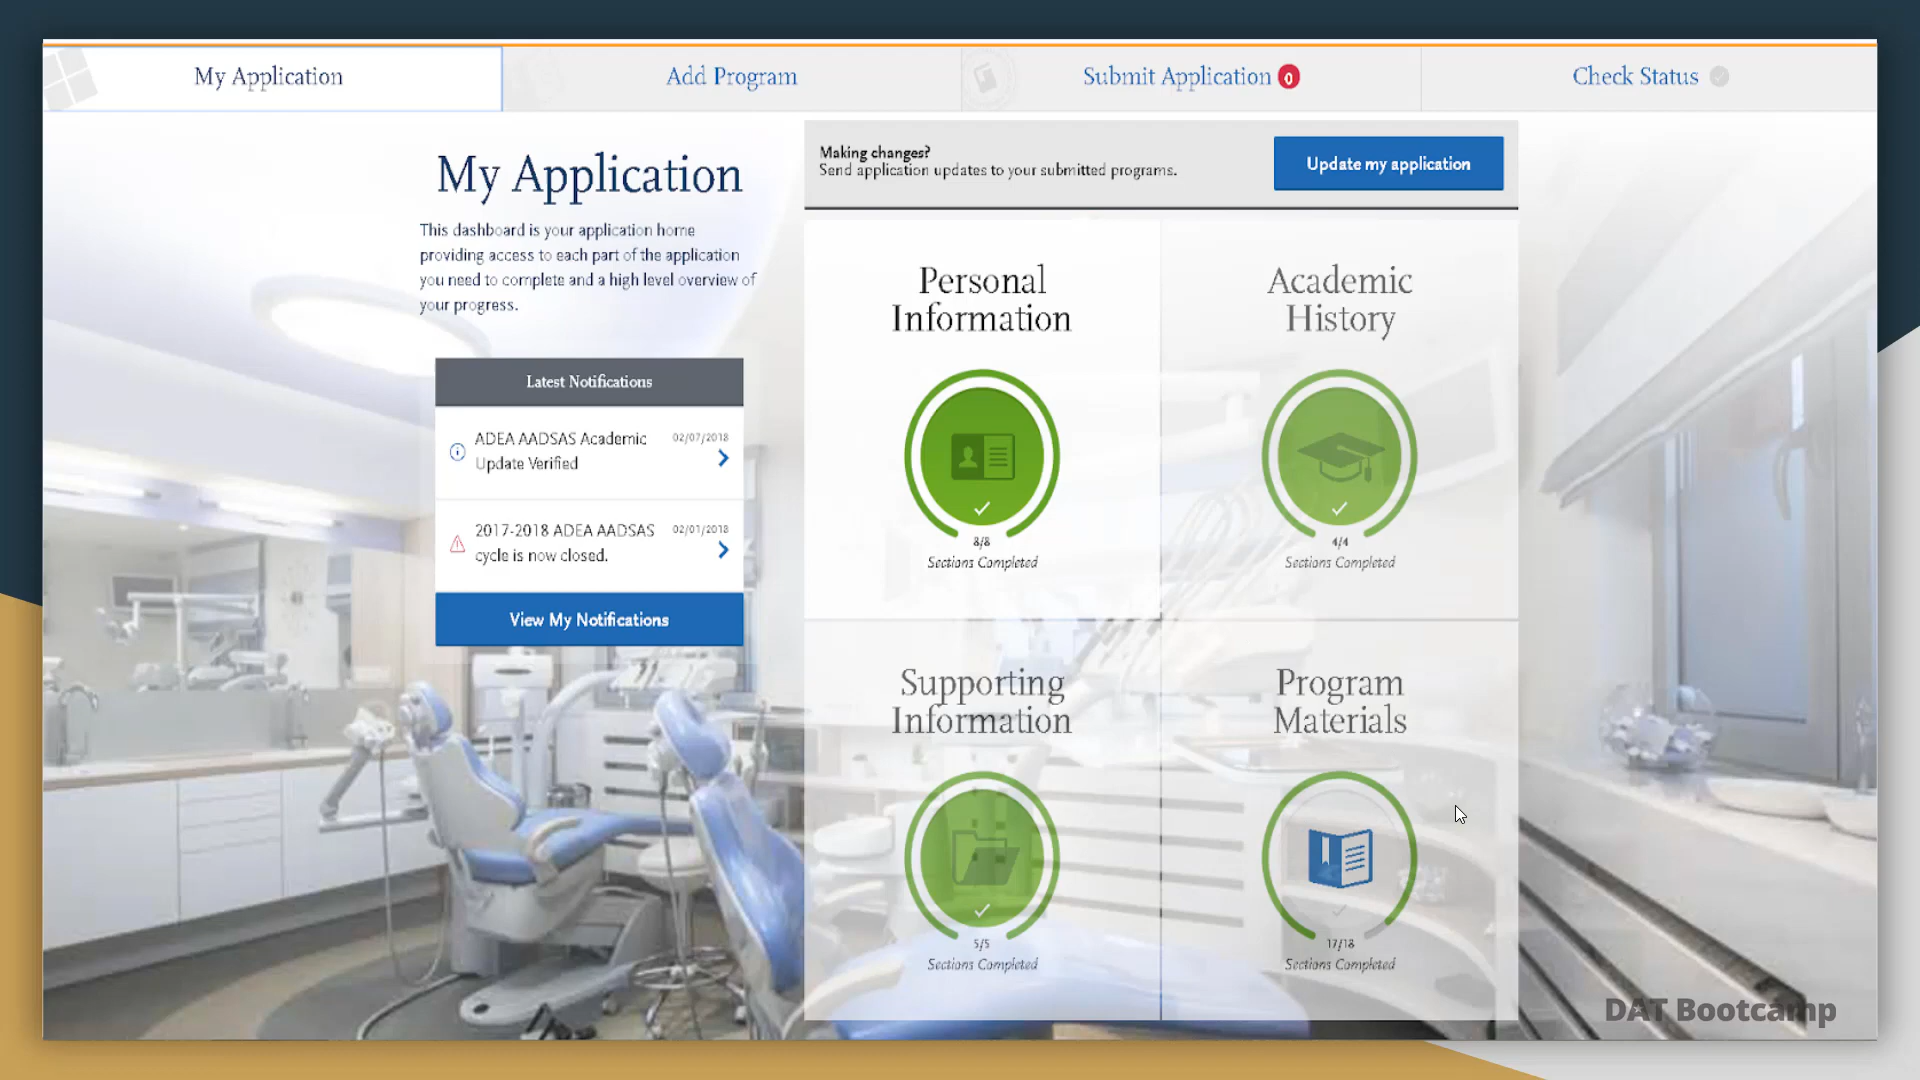 My Application
Add Program
Submit Application 0
Check Status
My Application
This dashboard is your application home
providing access to each part of the application
you need to complete and a high level overview of
your progress.
Latest Notifications
ADEA AADSAS Academic 02/07/2018
Update Verified
2017-2018 ADEA AADSAS 02/01/2018
cycle is now closed.
View My Notifications
Making changes?
Send application updates to your submitted programs.
Update my application
Personal
Information
8/8
Sections Completed
Academic
History
4/4
Sections Completed
Supporting
Information
5/5
Sections Completed
Program
Materials
17/18
Sections Completed
DAT Bootcamp